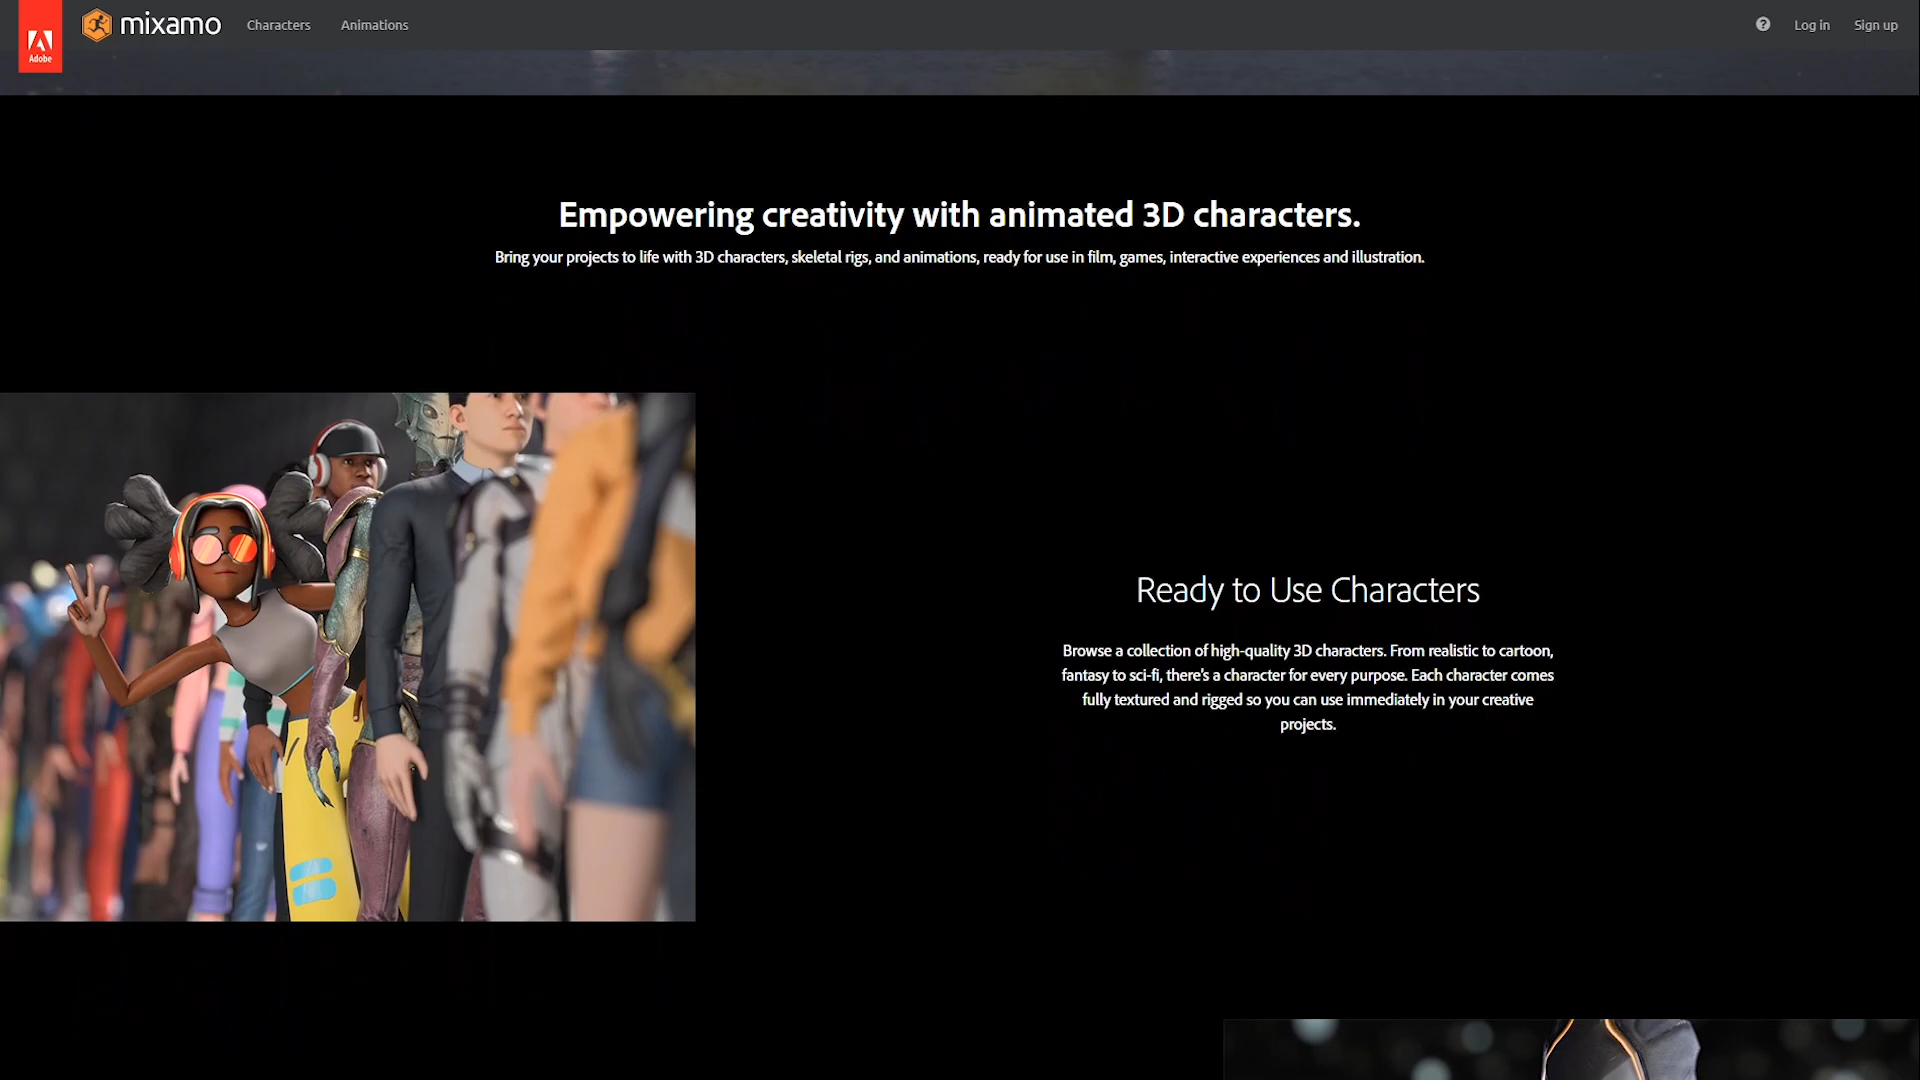 Adobe
mixamo
Characters
Animations
?
Log in
Sign up
Empowering creativity with animated 3D characters.
Bring your projects to life with 3D characters, skeletal rigs, and animations, ready for use in film, games, interactive experiences and illustration.
Ready to Use Characters
Browse a collection of high-quality 3D characters. From realistic to cartoon,
fantasy to sci-fi, there's a character for every purpose. Each character comes
fully textured and rigged so you can use immediately in your creative
projects.